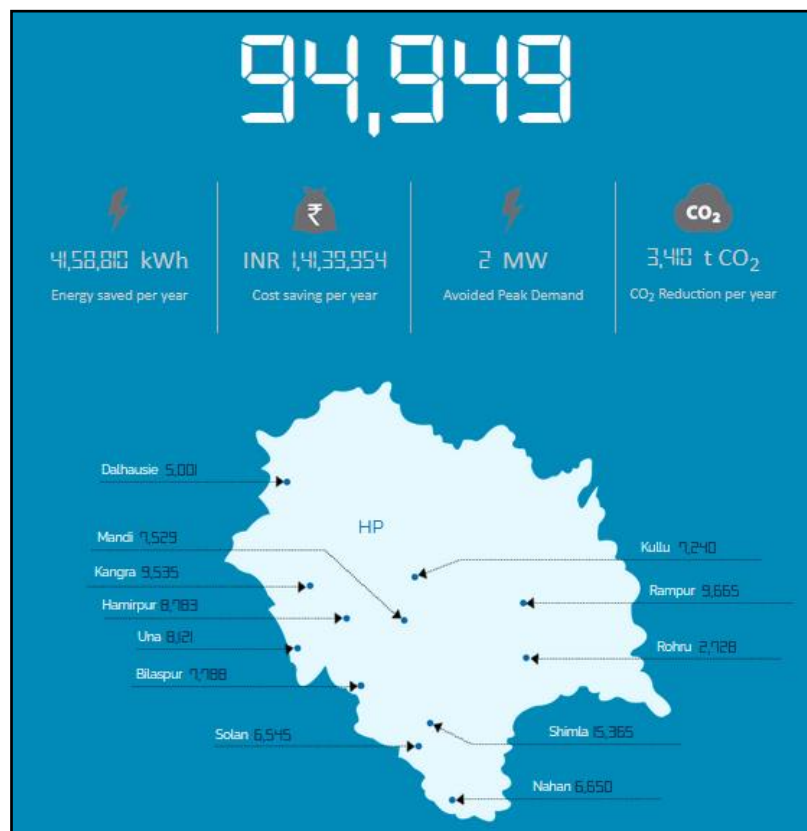 94,949
41,58,810 kWh
Energy saved per year
INR 1,41,39,954
Cost saving per year
2 MW
Avoided Peak Demand
CO₂
3,410 t CO₂
CO₂ Reduction per year
HP
Dalhausie 5,001
Mandi 7,529
Kangra 9,535
Hamirpur 8,783
Una 8,121
Bilaspur 7,788
Solan 6,545
Kullu 7,240
Rampur 9,665
Rohru 2,728
Shimla 15,365
Nahan 6,650